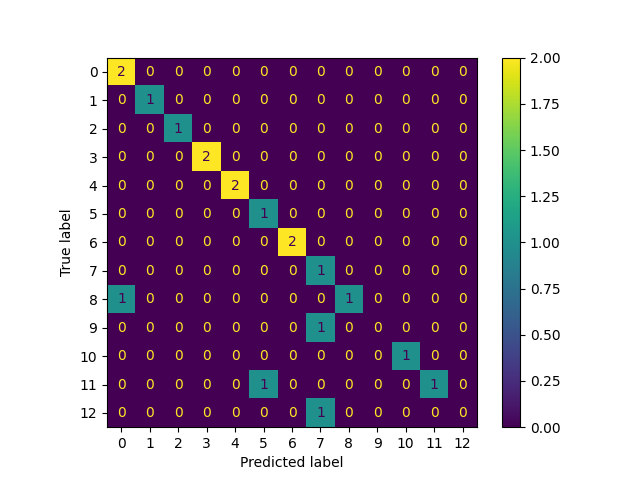 0 2 0 0 0 0 0 0 0 0 0 0 0 0
1 0 1 0 0 0 0 0 0 0 0 0 0 0
2 0 0 1 0 0 0 0 0 0 0 0 0 0
3 0 0 0 2 0 0 0 0 0 0 0 0 0
4 0 0 0 0 2 0 0 0 0 0 0 0 0
5 0 0 0 0 0 1 0 0 0 0 0 0 0
6 0 0 0 0 0 0 2 0 0 0 0 0 0
7 0 0 0 0 0 0 0 1 0 0 0 0 0
8 1 0 0 0 0 0 0 0 1 0 0 0 0
9 0 0 0 0 0 0 0 1 0 0 0 0 0
10 0 0 0 0 0 0 0 0 0 0 1 0 0
11 0 0 0 0 0 1 0 0 0 0 0 1 0
12 0 0 0 0 0 0 0 1 0 0 0 0 0
0 1 2 3 4 5 6 7 8 9 10 11 12
Predicted label
True label
2.00
1.75
1.50
1.25
1.00
0.75
0.50
0.25
0.00